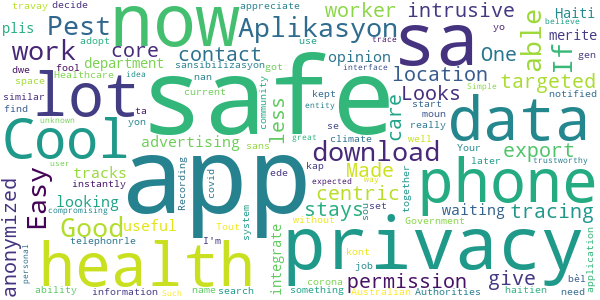 travay decide
appreciate
Pest
now
Aplikasyon
worker
intrusive
Haiti
believe
plis
adopt
use
trace
yo
sa
able
If
merite
work
core
contact
opinion
One
gen
department
sansibilizasyon
got
location
targeted
Healthcare
idea
nan
dwe
fool
space
current
community
less
interface
Simple
notified
similar
ta
safe
entity
kept
Looks
start
moun
find
yon
great
climate
really
lot
Cool
advertising
sans
se
care
data
well
Your
unknown
tracks
instantly
user
compromising
app
ede
kap
way
download
export
later
trustworthy
Easy
looking
Recording
covid
expected
Made
centric
stays
together
waiting
tracing
anonymized
Good
useful
telephonrle
I'm
system
without
Tout
set
so
phone
Government
application
personal
health
privacy
job
kont
integrate
permission
give
haïtien
bèl
ability
information
name
search
corona
something
Such
Australian
Authorities
need